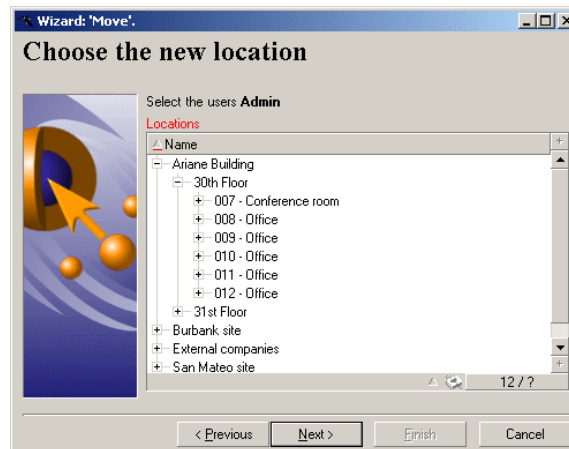 Wizard: 'Move'.
Choose the new location
Select the users Admin
Locations
Name
Ariane Building
30th Floor
007 - Conference room
008 - Office
009 - Office
010 - Office
011 - Office
012 - Office
31st Floor
Burbank site
External companies
San Mateo site
12 / ?
< Previous Next > Finish Cancel